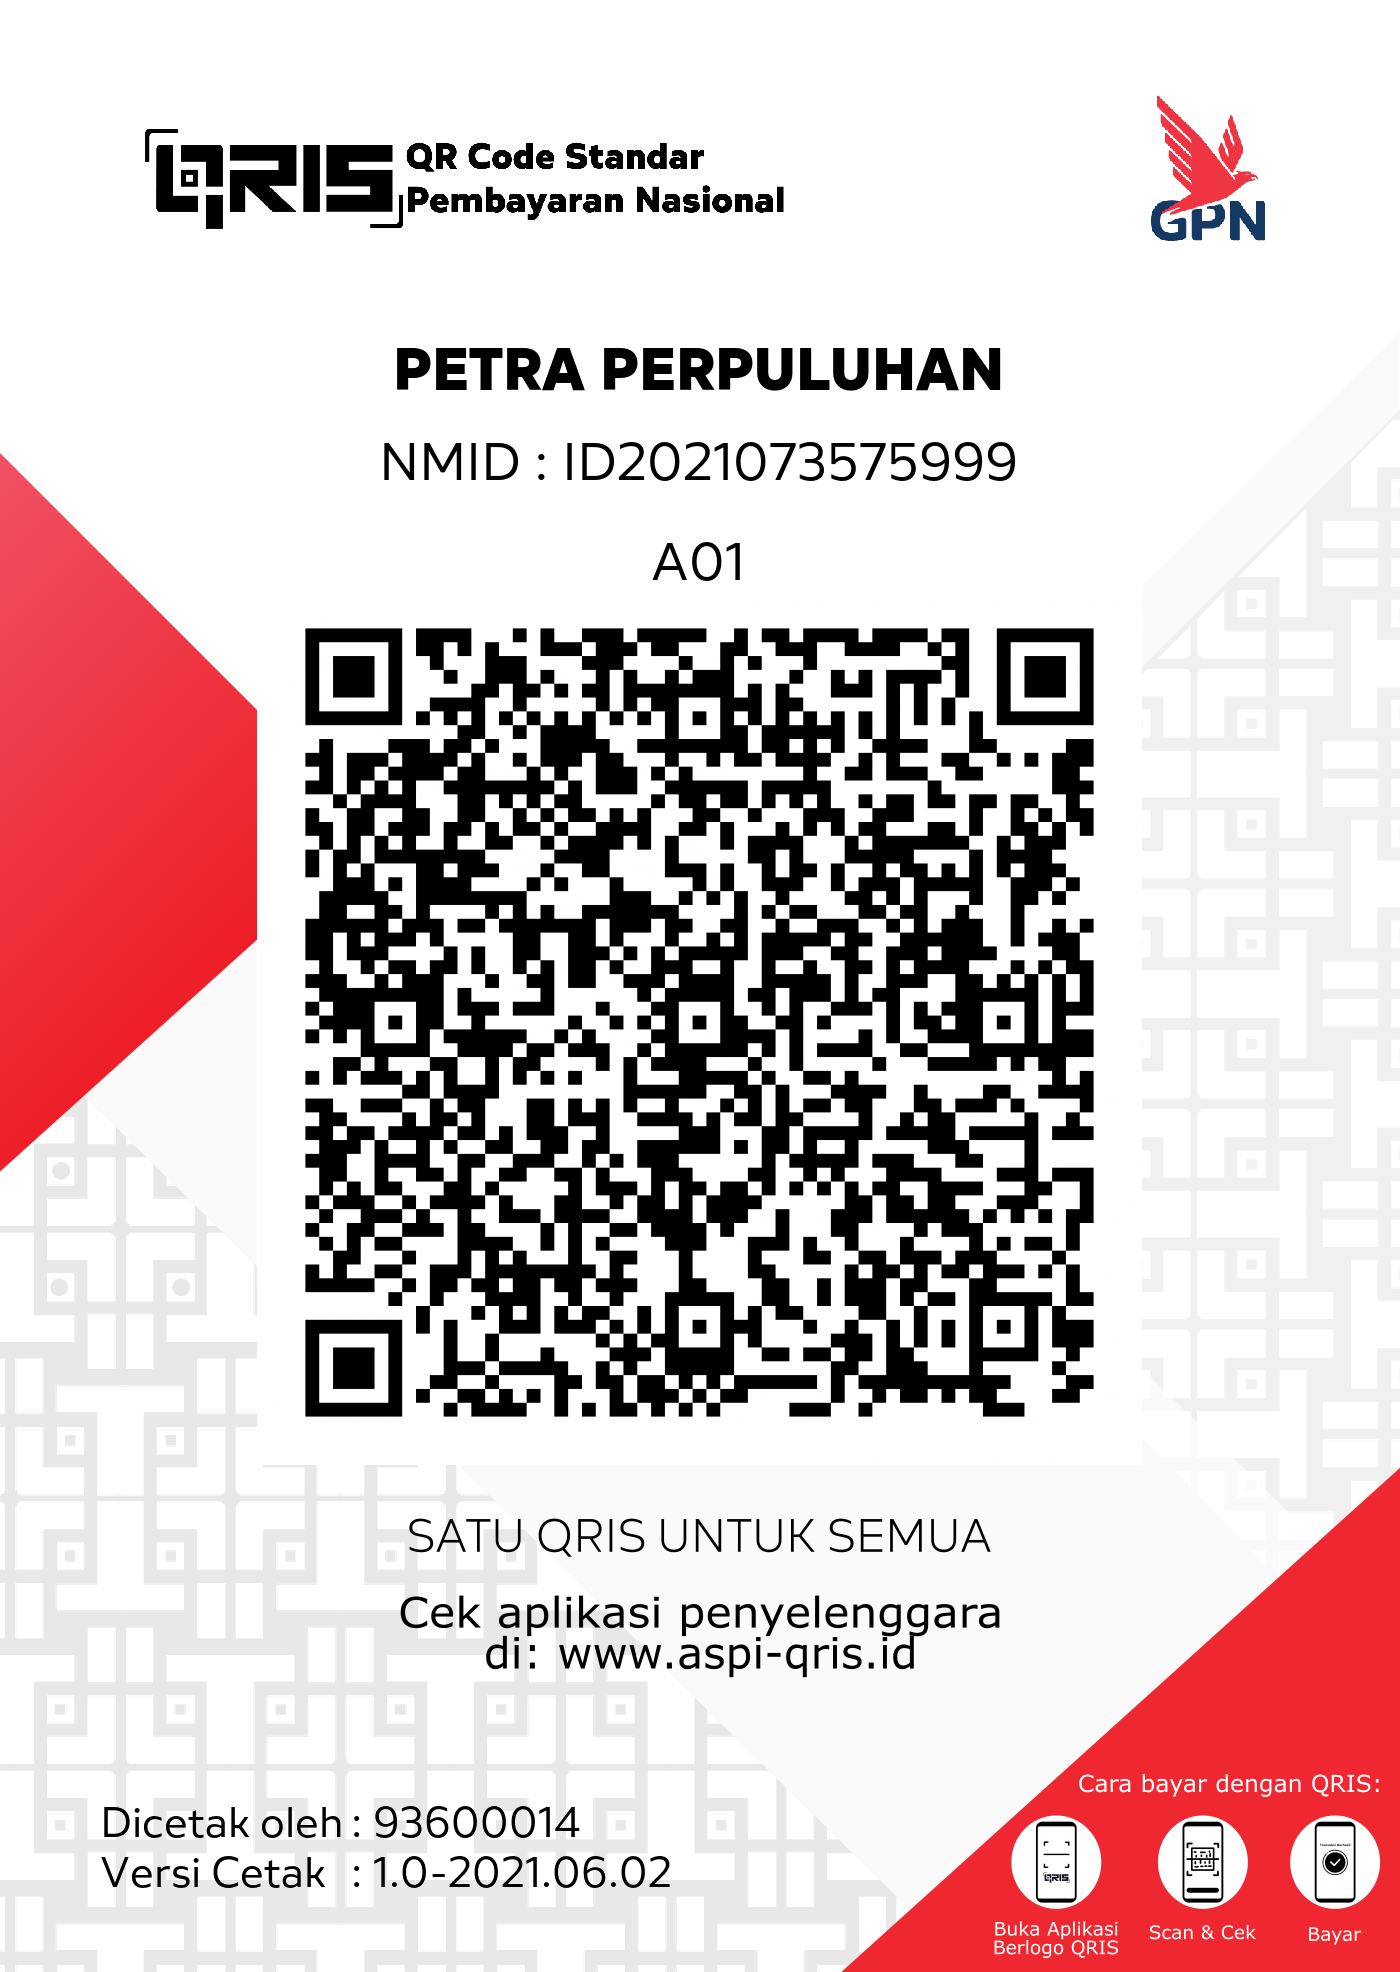 QRIS QR Code Standar
Pembayaran Nasional
GPN
PETRA PERPULUHAN
NMID : ID2021073575999
A01
SATU QRIS UNTUK SEMUA
Cek aplikasi penyelenggara
di: www.aspi-qris.id
Dicetak oleh : 93600014
Versi Cetak : 1.0-2021.06.02
Cara bayar dengan QRIS:
QRIS
Buka Aplikasi
Berlogo QRIS
Scan & Cek
Bayar